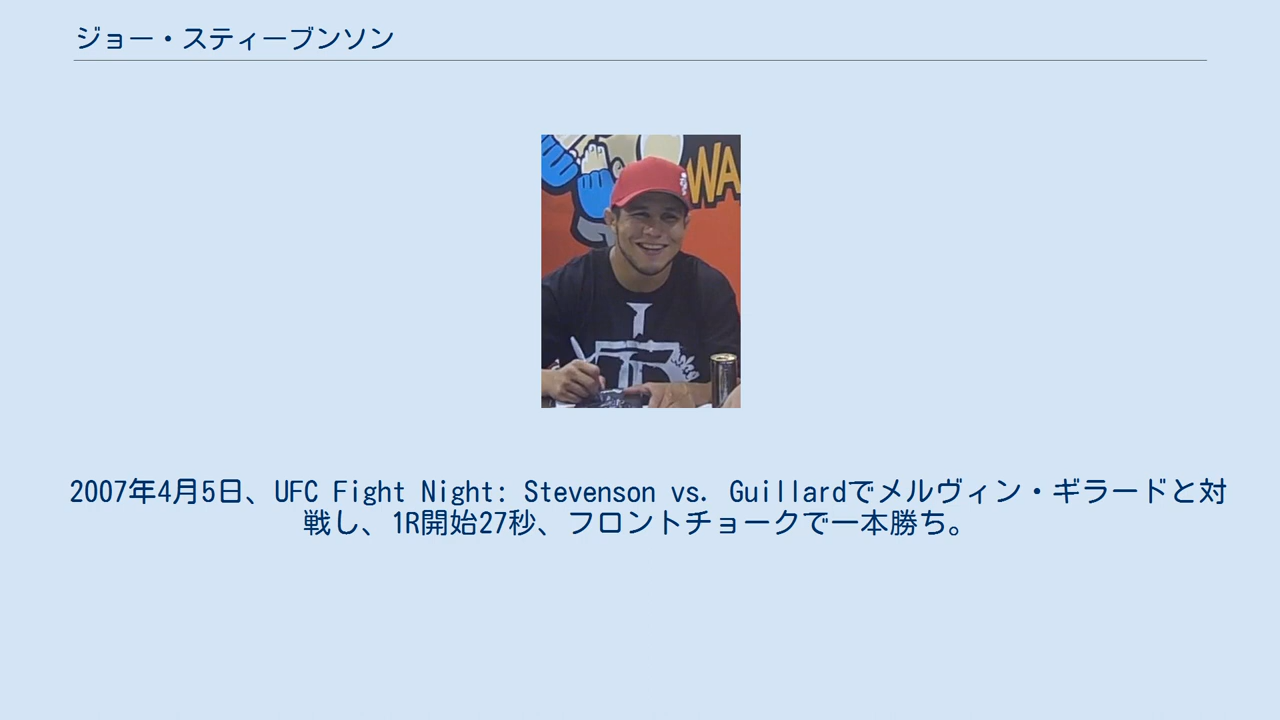 ジョー・スティーブンソン
WA
2007年4月5日、UFC Fight Night: Stevenson vs. Guillardでメルヴィン・ギラードと対
戦し、1R開始27秒、フロントチョークで一本勝ち。